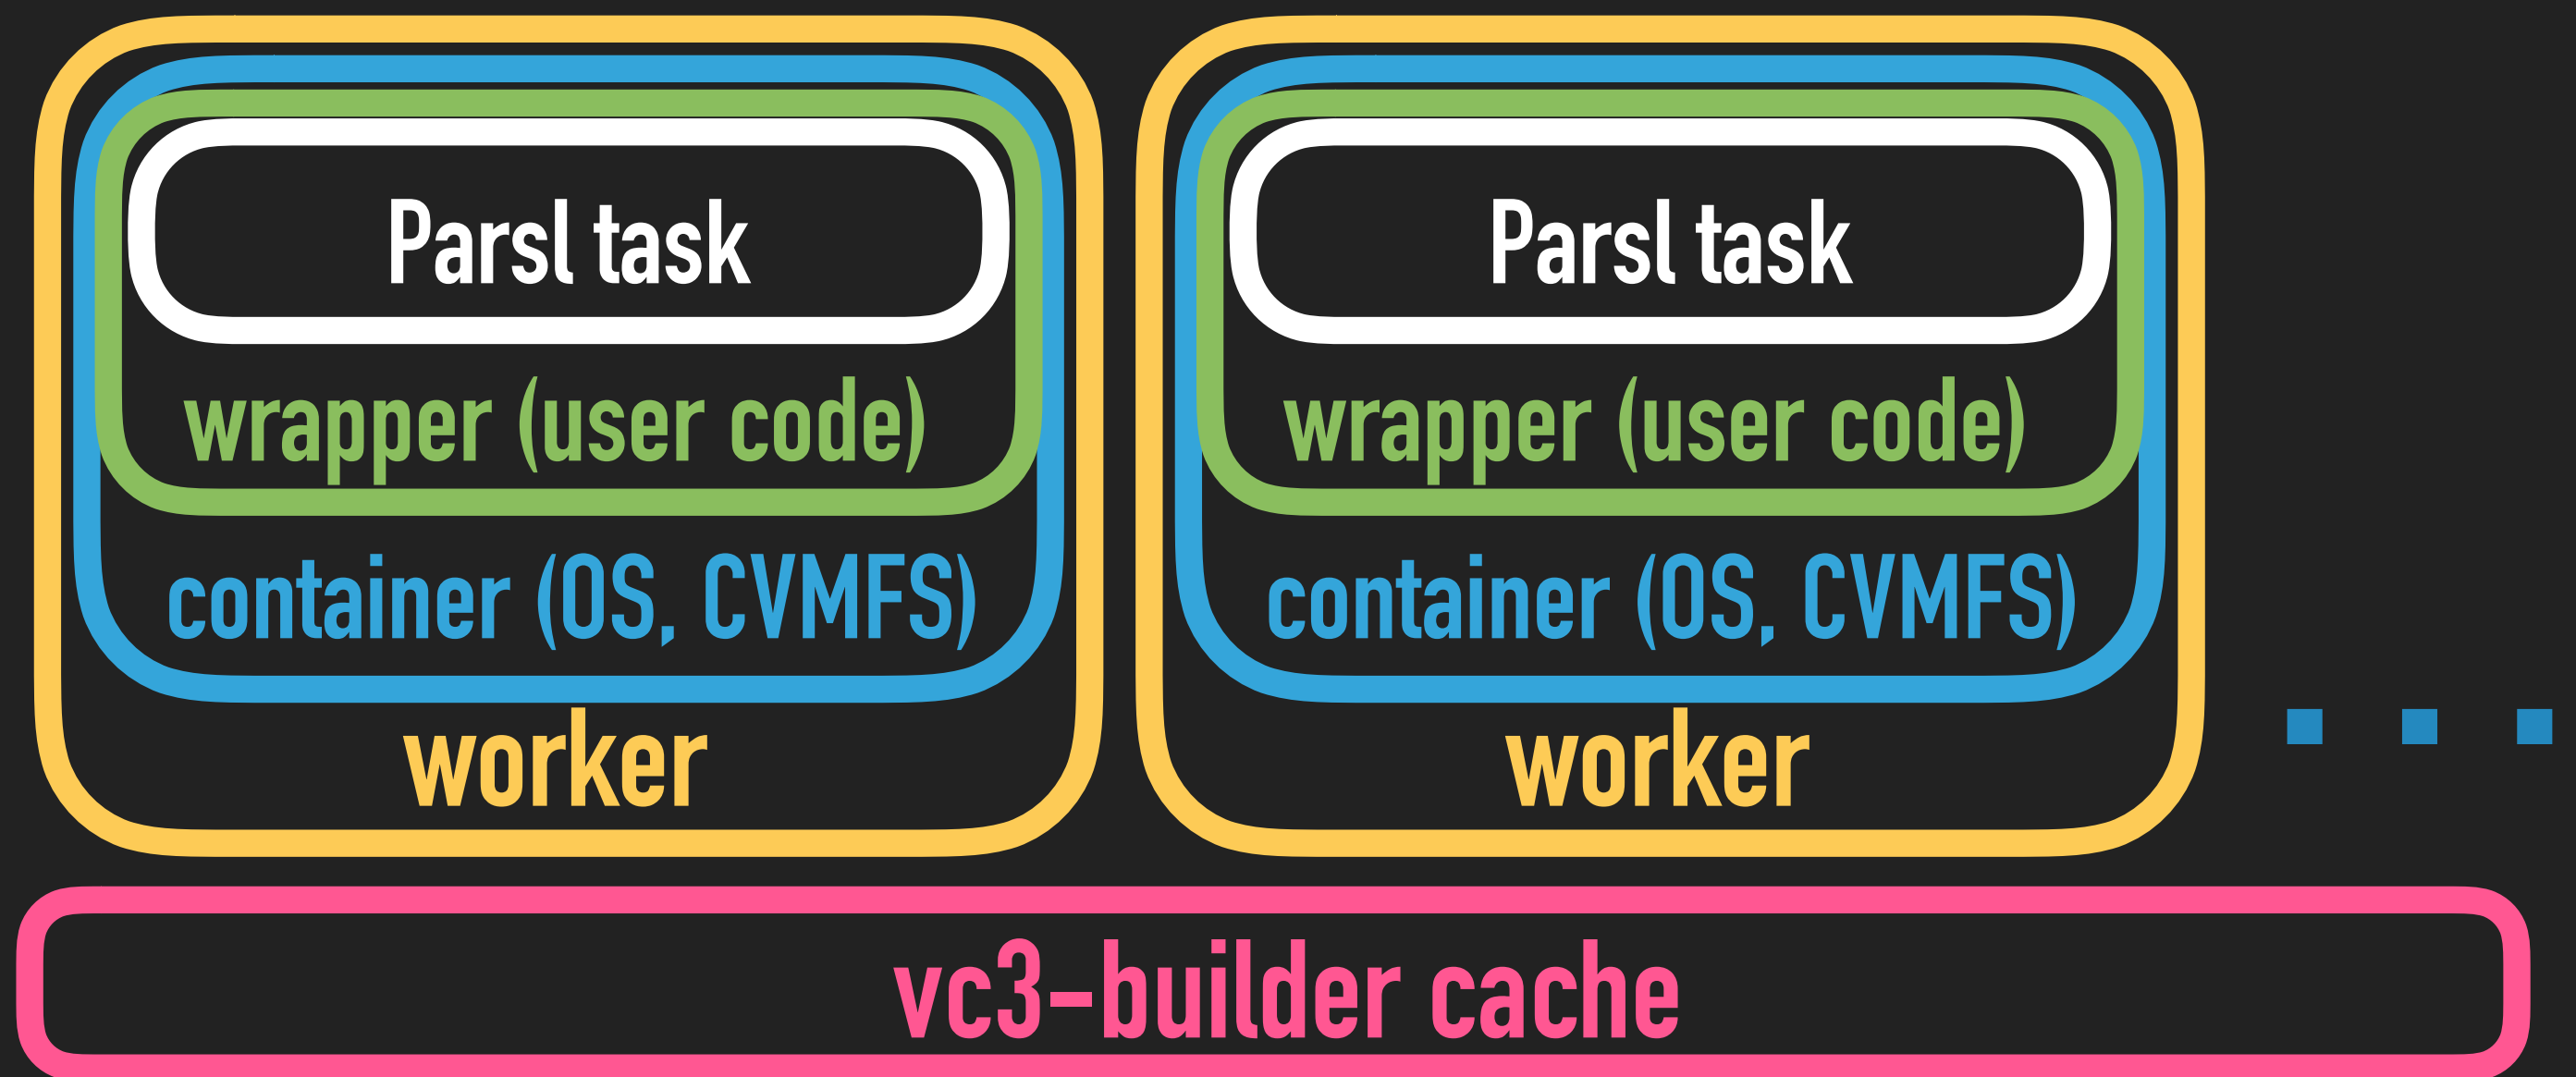 Parsl task
wrapper (user code)
container (OS, CVMFS)
worker
Parsl task
wrapper (user code)
container (OS, CVMFS)
worker
vc3-builder cache